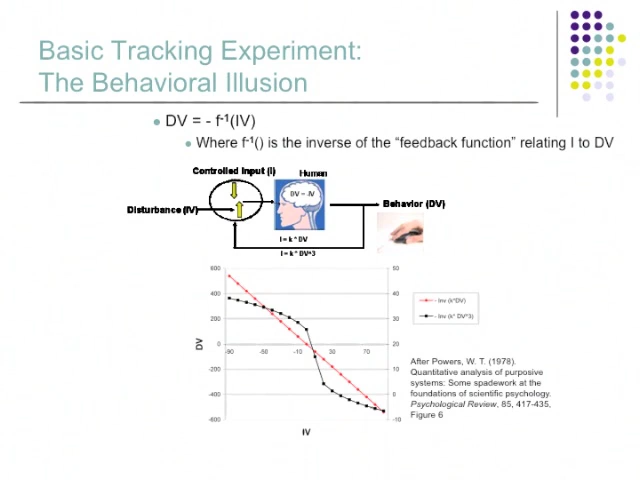 Basic Tracking Experiment:
The Behavioral Illusion
DV = - f⁻¹(IV)
Where f⁻¹() is the inverse of the “feedback function” relating I to DV
Controlled Input (I)
Human
DV ~ IV
Disturbance (IV)
Behavior (DV)
I = k * DV
I = k * DV^3
600
400
200
0
-200
-400
-600
60
50
40
30
20
10
0
-10
-90
-50
-10
30
70
DV
IV
- Inv (k*DV)
- Inv (k* DV^3)
After Powers, W. T. (1978).
Quantitative analysis of purposive
systems: Some spadework at the
foundations of scientific psychology.
Psychological Review, 85, 417-435,
Figure 6